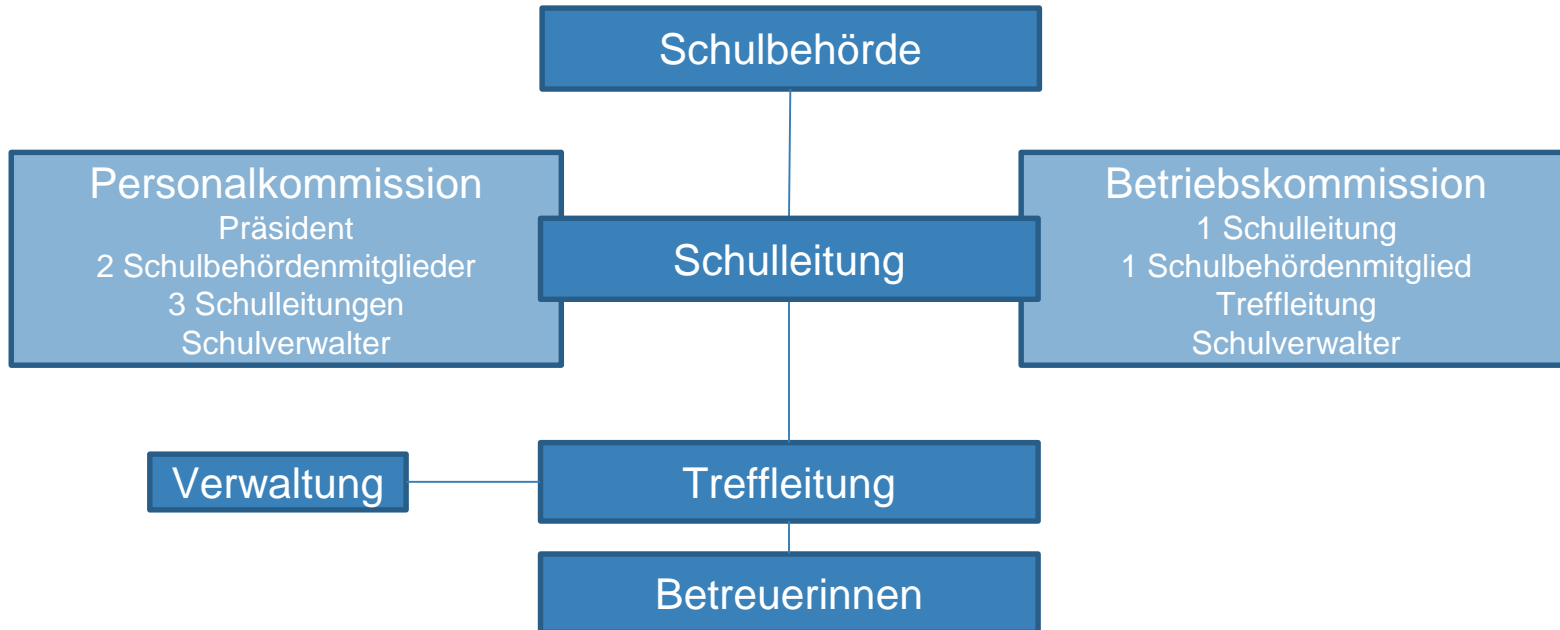 Schulbehörde
Personalkommission
Präsident
2 Schulbehördenmitglieder
3 Schulleitungen
Schulverwalter
Schulleitung
Betriebskommission
1 Schulleitung
1 Schulbehördenmitglied
Treffleitung
Schulverwalter
Verwaltung
Treffleitung
Betreuerinnen